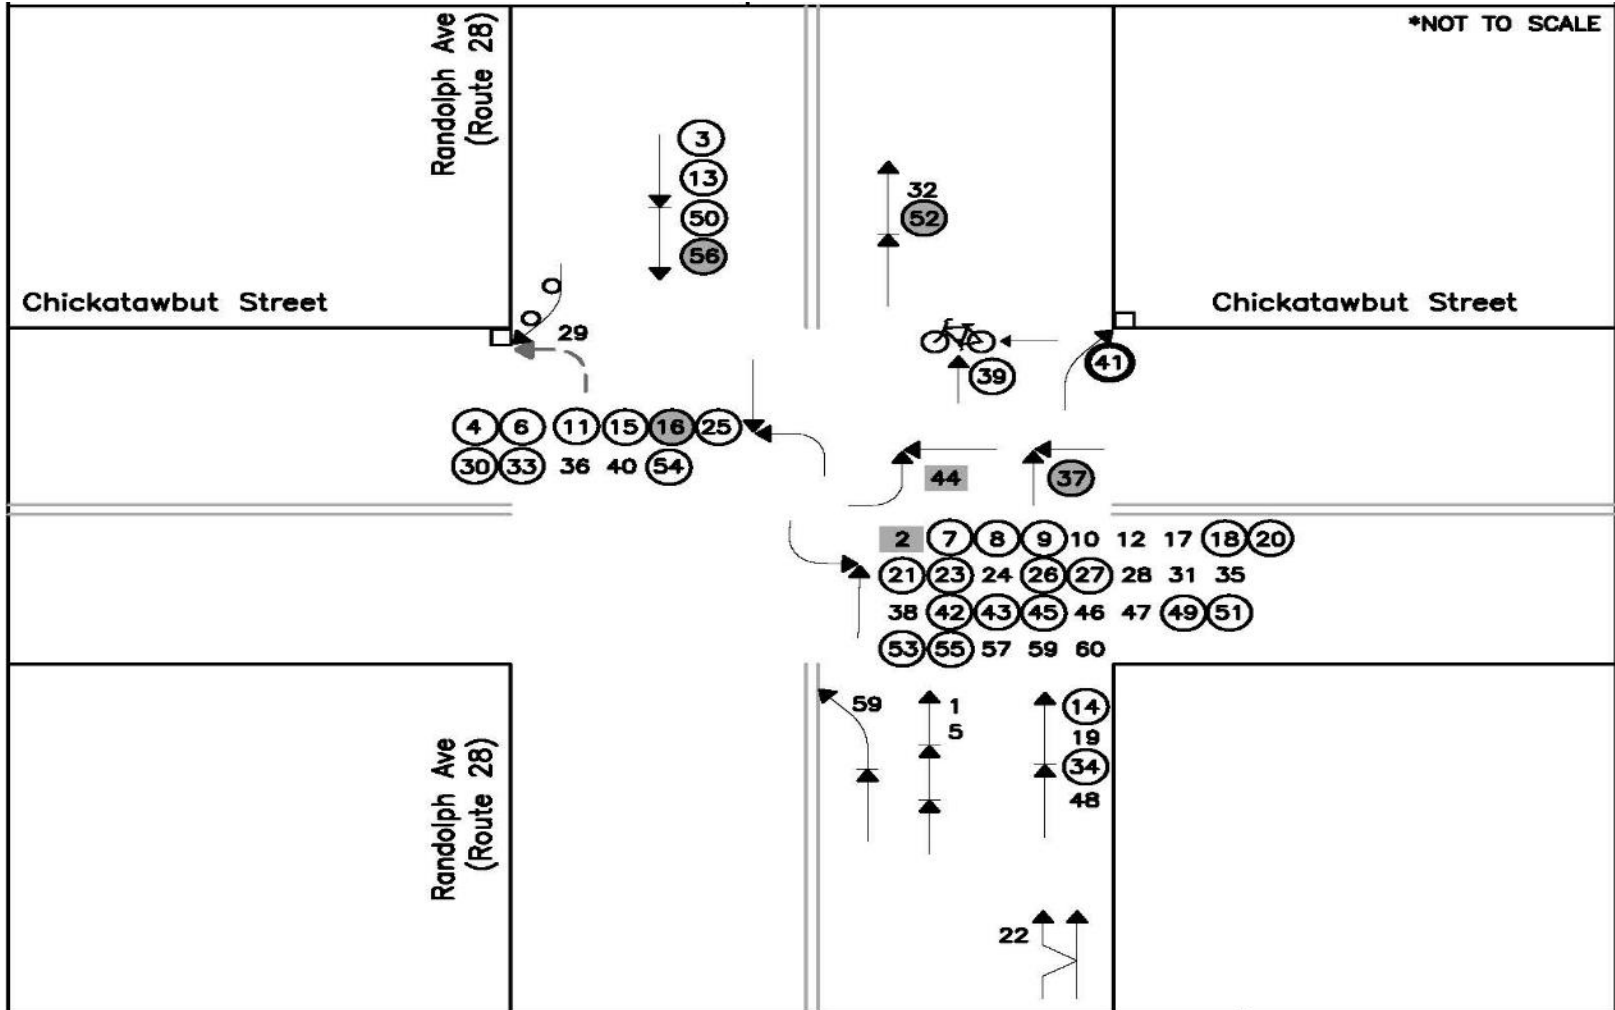 Randolph Ave
(Route 28)
*NOT TO SCALE
3
13
50
56
32
52
Chickatawbut Street
Chickatawbut Street
29
39
41
4 6 11 15 16 25
30 33 36 40 54
44
37
2 7 8 9 10 12 17 18 20
21 23 24 26 27 28 31 35
38 42 43 45 46 47 49 51
53 55 57 59 60
59
1
5
14
19
34
48
Randolph Ave
(Route 28)
22